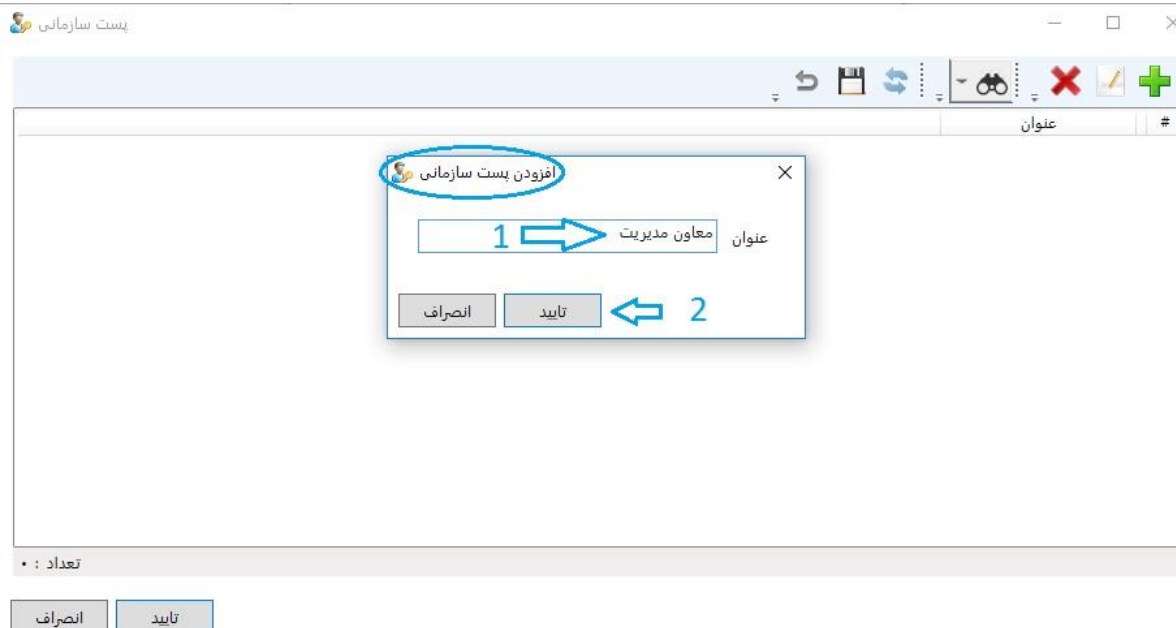 پست سازمانی
# عنوان
افزودن پست سازمانی
عنوان معاون مدیریت 1
2 تایید انصراف
تعداد : ۰
تایید انصراف